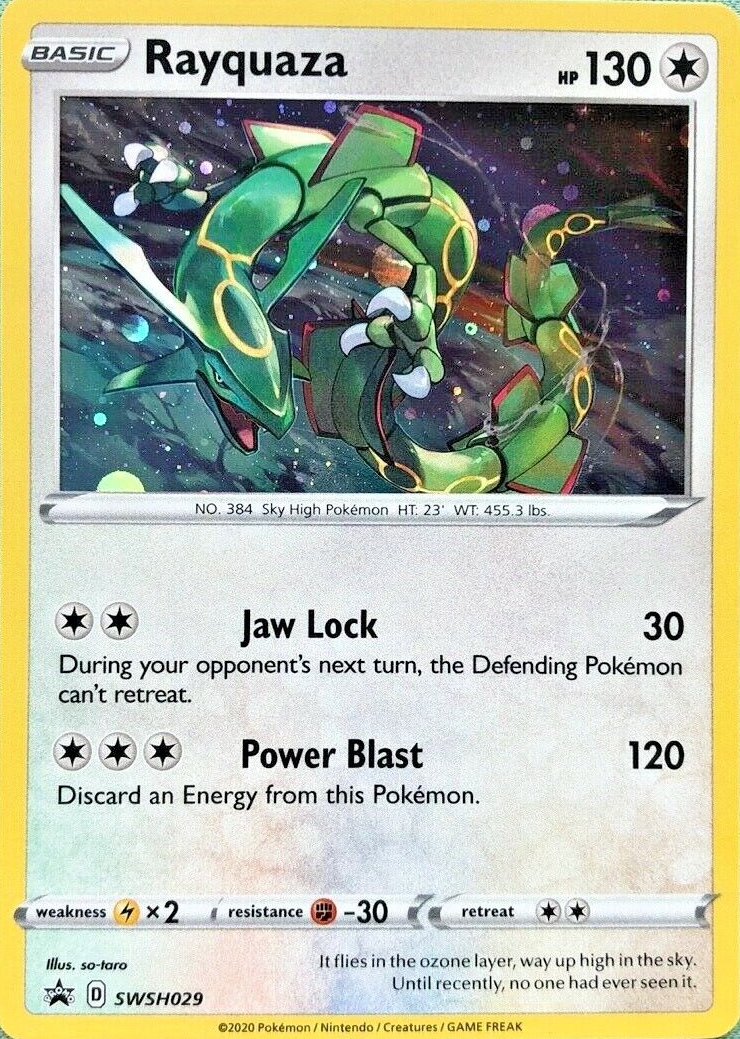 BASIC Rayquaza HP 130
NO. 384 Sky High Pokémon HT: 23' WT: 455.3 lbs.
Jaw Lock 30
During your opponent's next turn, the Defending Pokémon
can't retreat.
Power Blast 120
Discard an Energy from this Pokémon.
weakness ×2 resistance -30 retreat
Illus. so-taro
It flies in the ozone layer, way up high in the sky.
Until recently, no one had ever seen it.
D SWSH029
©2020 Pokémon / Nintendo / Creatures / GAME FREAK